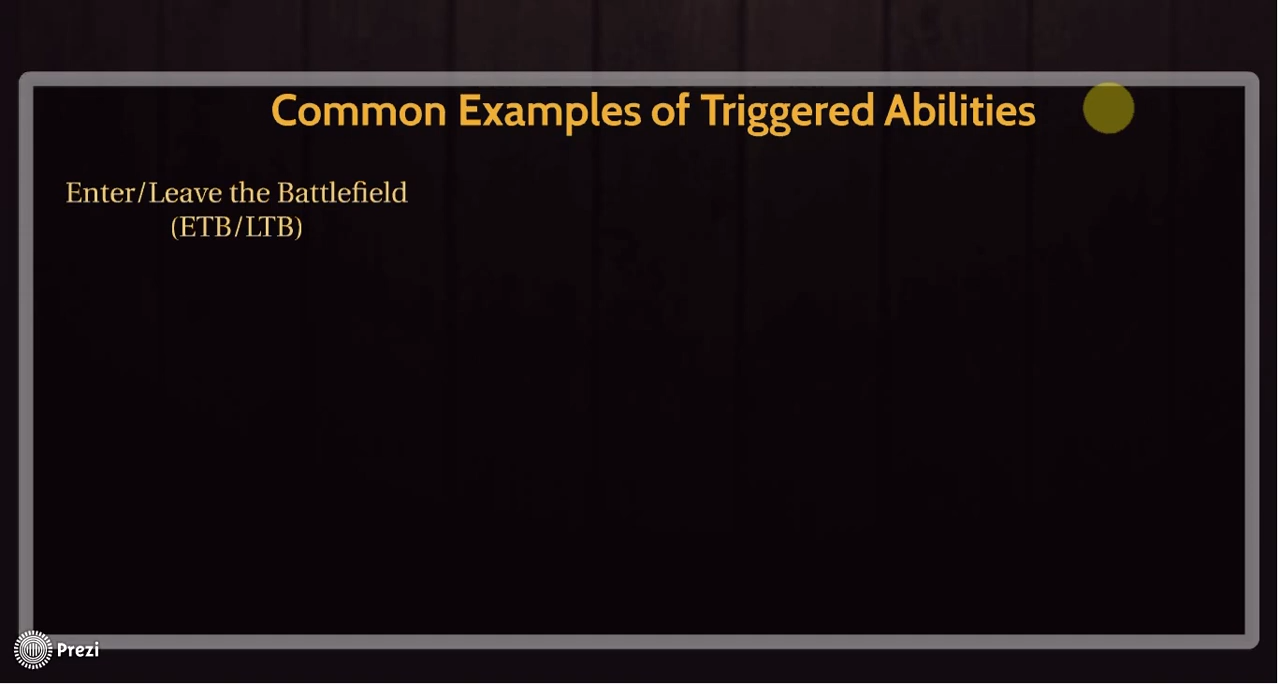 Common Examples of Triggered Abilities
Enter/Leave the Battlefield
(ETB/LTB)
Prezi